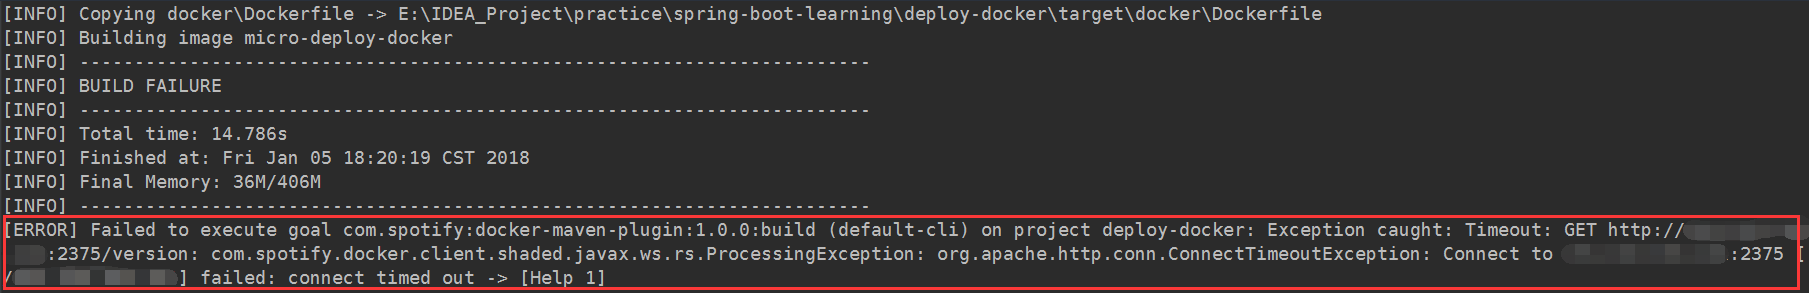 [INFO] Copying docker\Dockerfile -> E:\IDEA_Project\practice\spring-boot-learning\deploy-docker\target\docker\Dockerfile
[INFO] Building image micro-deploy-docker
[INFO] ------------------------------------------------------------------------
[INFO] BUILD FAILURE
[INFO] ------------------------------------------------------------------------
[INFO] Total time: 14.786s
[INFO] Finished at: Fri Jan 05 18:20:19 CST 2018
[INFO] Final Memory: 36M/406M
[INFO] ------------------------------------------------------------------------
[ERROR] Failed to execute goal com.spotify:docker-maven-plugin:1.0.0:build (default-cli) on project deploy-docker: Exception caught: Timeout: GET http://
:2375/version: com.spotify.docker.client.shaded.javax.ws.rs.ProcessingException: org.apache.http.conn.ConnectTimeoutException: Connect to :2375 [
/] failed: connect timed out -> [Help 1]